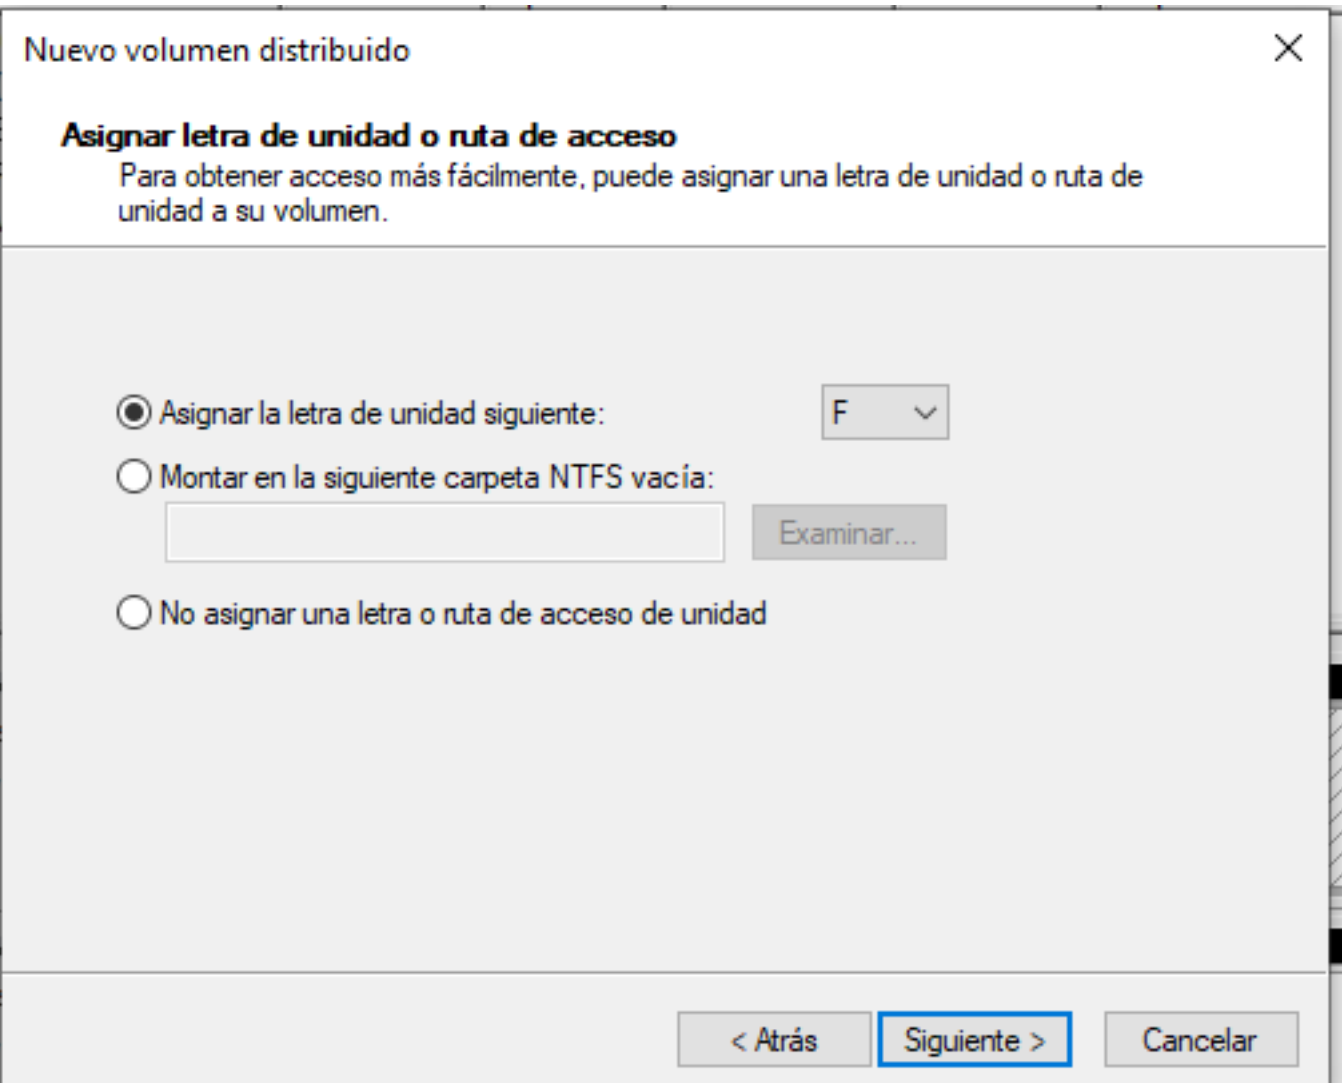 Nuevo volumen distribuido
Asignar letra de unidad o ruta de acceso
Para obtener acceso más fácilmente, puede asignar una letra de unidad o ruta de
unidad a su volumen.
Asignar la letra de unidad siguiente: F
Montar en la siguiente carpeta NTFS vacía:
Examinar...
No asignar una letra o ruta de acceso de unidad
< Atrás Siguiente > Cancelar